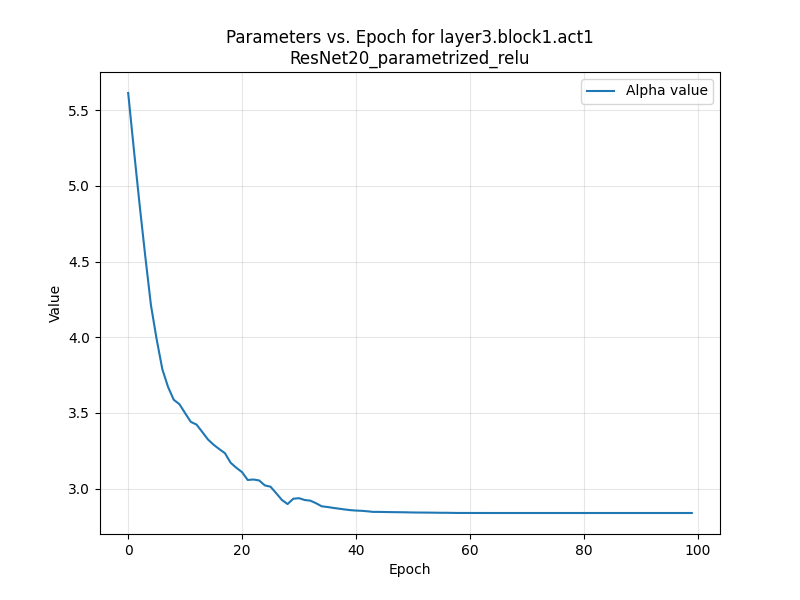 Parameters vs. Epoch for layer3.block1.act1
ResNet20_parametrized_relu
Alpha value
5.5
5.0
4.5
4.0
3.5
3.0
Value
0 20 40 60 80 100
Epoch